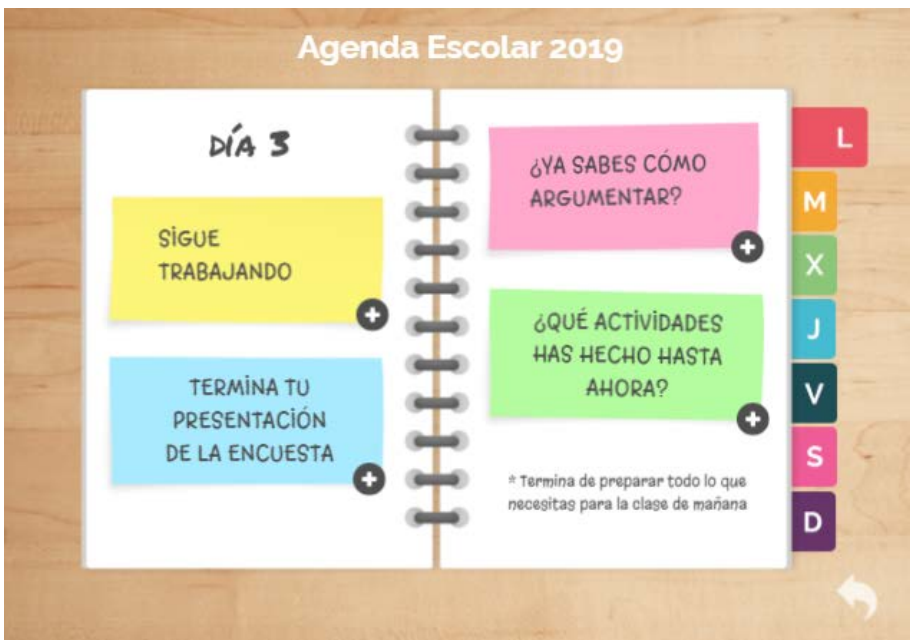 Agenda Escolar 2019
DÍA 3
SIGUE
TRABAJANDO
TERMINA TU
PRESENTACIÓN
DE LA ENCUESTA
¿YA SABES CÓMO
ARGUMENTAR?
¿QUÉ ACTIVIDADES
HAS HECHO HASTA
AHORA?
* Termina de preparar todo lo que
necesitas para la clase de mañana
L
M
X
J
V
S
D